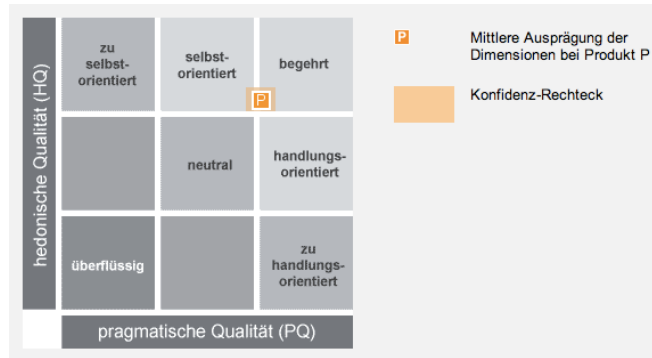 hedonische Qualität (HQ)
zu
selbst-
orientiert
selbst-
orientiert
begehrt
P
neutral
handlungs-
orientiert
überflüssig
zu
handlungs-
orientiert
pragmatische Qualität (PQ)
P
Mittlere Ausprägung der
Dimensionen bei Produkt P
Konfidenz-Rechteck